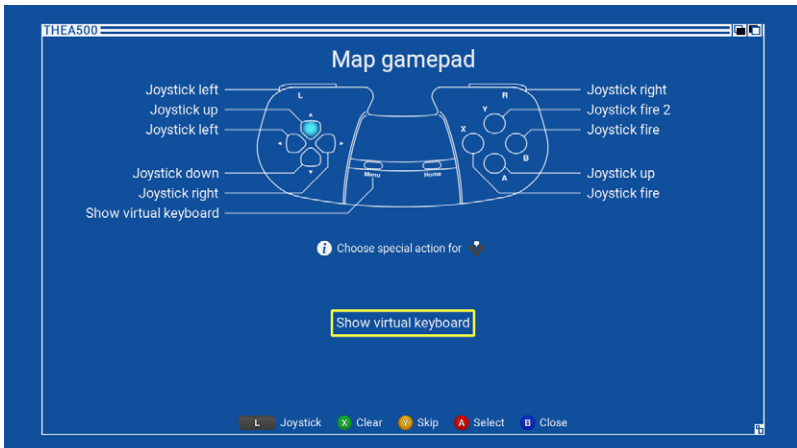 THEA500
Map gamepad
Joystick left
Joystick up
Joystick left
Joystick down
Joystick right
Show virtual keyboard
L
R
Y
X
B
A
Menu
Home
Joystick right
Joystick fire 2
Joystick fire
Joystick up
Joystick fire
i Choose special action for
Show virtual keyboard
L Joystick X Clear Y Skip A Select B Close